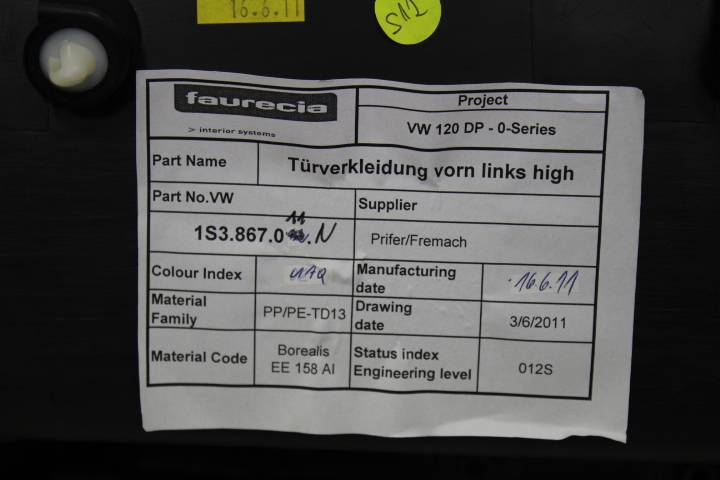 16.6.11
S12
faurecia
> interior systems
Project
VW 120 DP - 0-Series
Part Name
Türverkleidung vorn links high
Part No.VW
Supplier
11
1S3.867.0 .N
Prifer/Fremach
Colour Index
Manufacturing date
16.6.11
Material Family
PP/PE-TD13
Drawing date
3/6/2011
Material Code
Borealis
EE 158 AI
Status index
Engineering level
012S